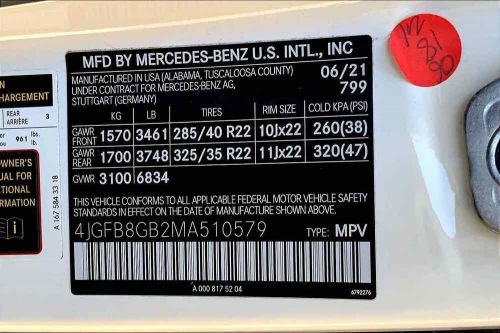 MFD BY MERCEDES-BENZ U.S. INTL., INC
MANUFACTURED IN USA (ALABAMA, TUSCALOOSA COUNTY)
UNDER CONTRACT FOR MERCEDES-BENZ AG,
STUTTGART (GERMANY)
06/21
799
KG LB TIRES RIM SIZE COLD KPA (PSI)
GAWR FRONT 1570 3461 285/40 R22 10Jx22 260(38)
GAWR REAR 1700 3748 325/35 R22 11Jx22 320(47)
GVWR 3100 6834
THIS VEHICLE CONFORMS TO ALL APPLICABLE FEDERAL MOTOR VEHICLE SAFETY
STANDARDS IN EFFECT ON THE DATE OF MANUFACTURE SHOWN ABOVE.
4JGFB8GB2MA510579 TYPE: MPV
A 000 817 52 04
6792276
CHARGEMENT
REAR
ARRIÈRE 3
961 lbs.
lb.
OWNER'S
UAL FOR
TIONAL
MATION
A 167 584 33 18